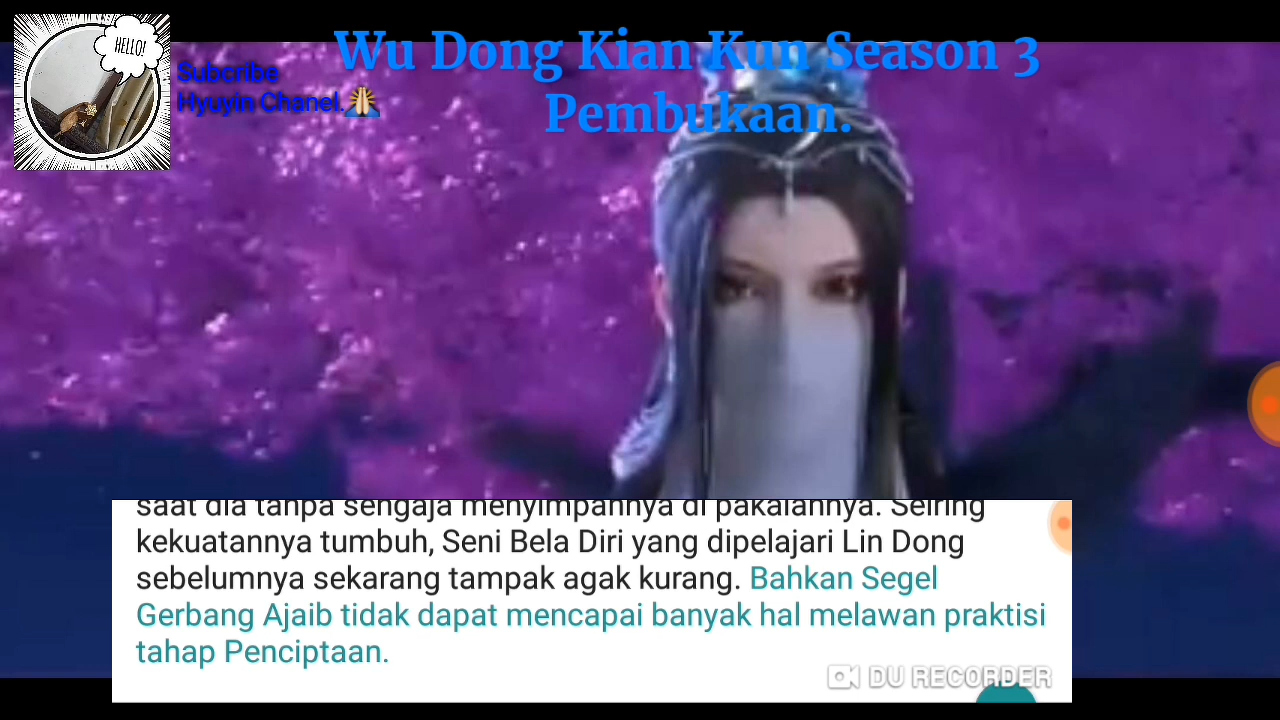 HELLO!
Subcribe
Hyuyin Chanel.🙏
Wu Dong Kian Kun Season 3
Pembukaan.
saat dia tanpa sengaja menyimpannya di pakaiannya. Seiring
kekuatannya tumbuh, Seni Bela Diri yang dipelajari Lin Dong
sebelumnya sekarang tampak agak kurang. Bahkan Segel
Gerbang Ajaib tidak dapat mencapai banyak hal melawan praktisi
tahap Penciptaan.
DU RECORDER